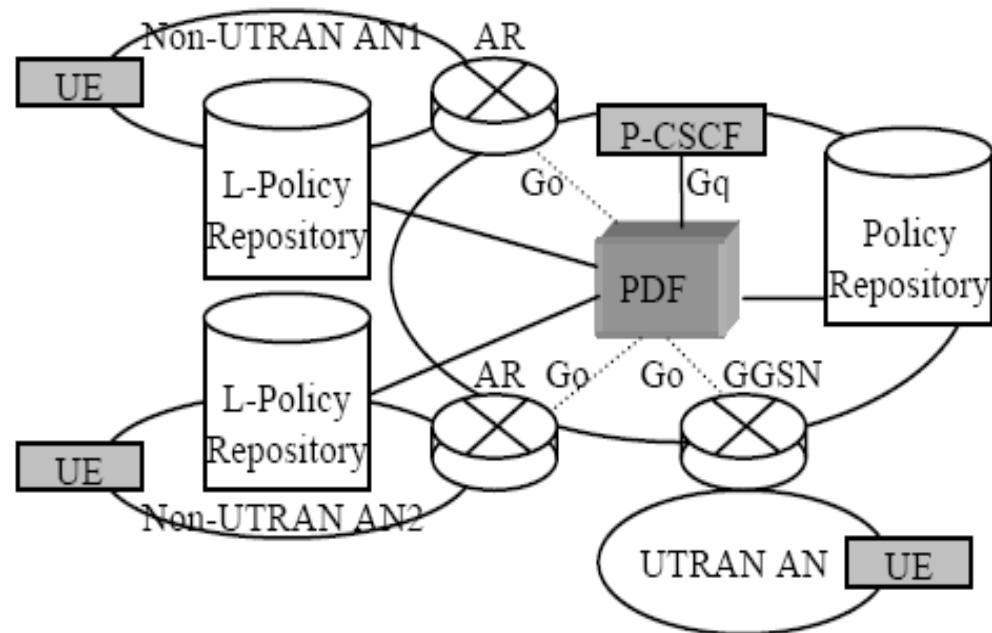 Non-UTRAN AN1
AR
UE
P-CSCF
L-Policy
Repository
Go
Gq
Policy
Repository
PDF
AR
Go
Go
GGSN
L-Policy
Repository
UE
Non-UTRAN AN2
UTRAN AN
UE